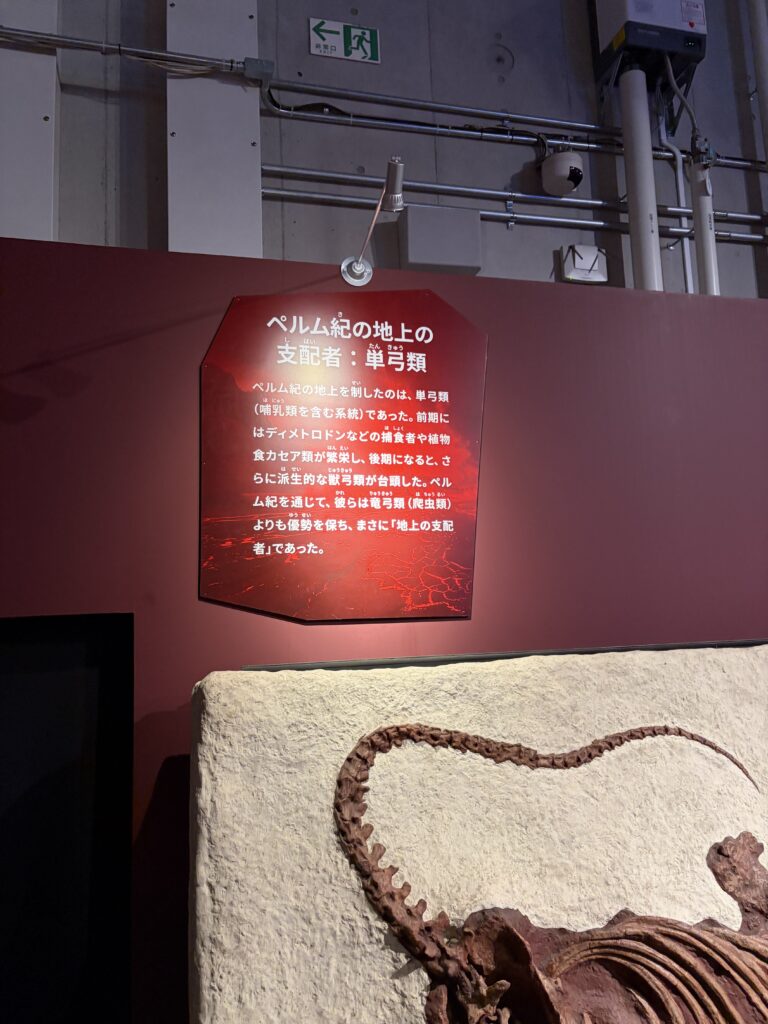 非常口
ペルム紀の地上の
支配者：単弓類
ペルム紀の地上を制したのは、単弓類
（哺乳類を含む系統）であった。前期に
はディメトロドンなどの捕食者や植物
食カセア類が繁栄し、後期になると、さ
らに派生的な獣弓類が台頭した。ペル
ム紀を通じて、彼らは竜弓類（爬虫類）
よりも優勢を保ち、まさに「地上の支配
者」であった。